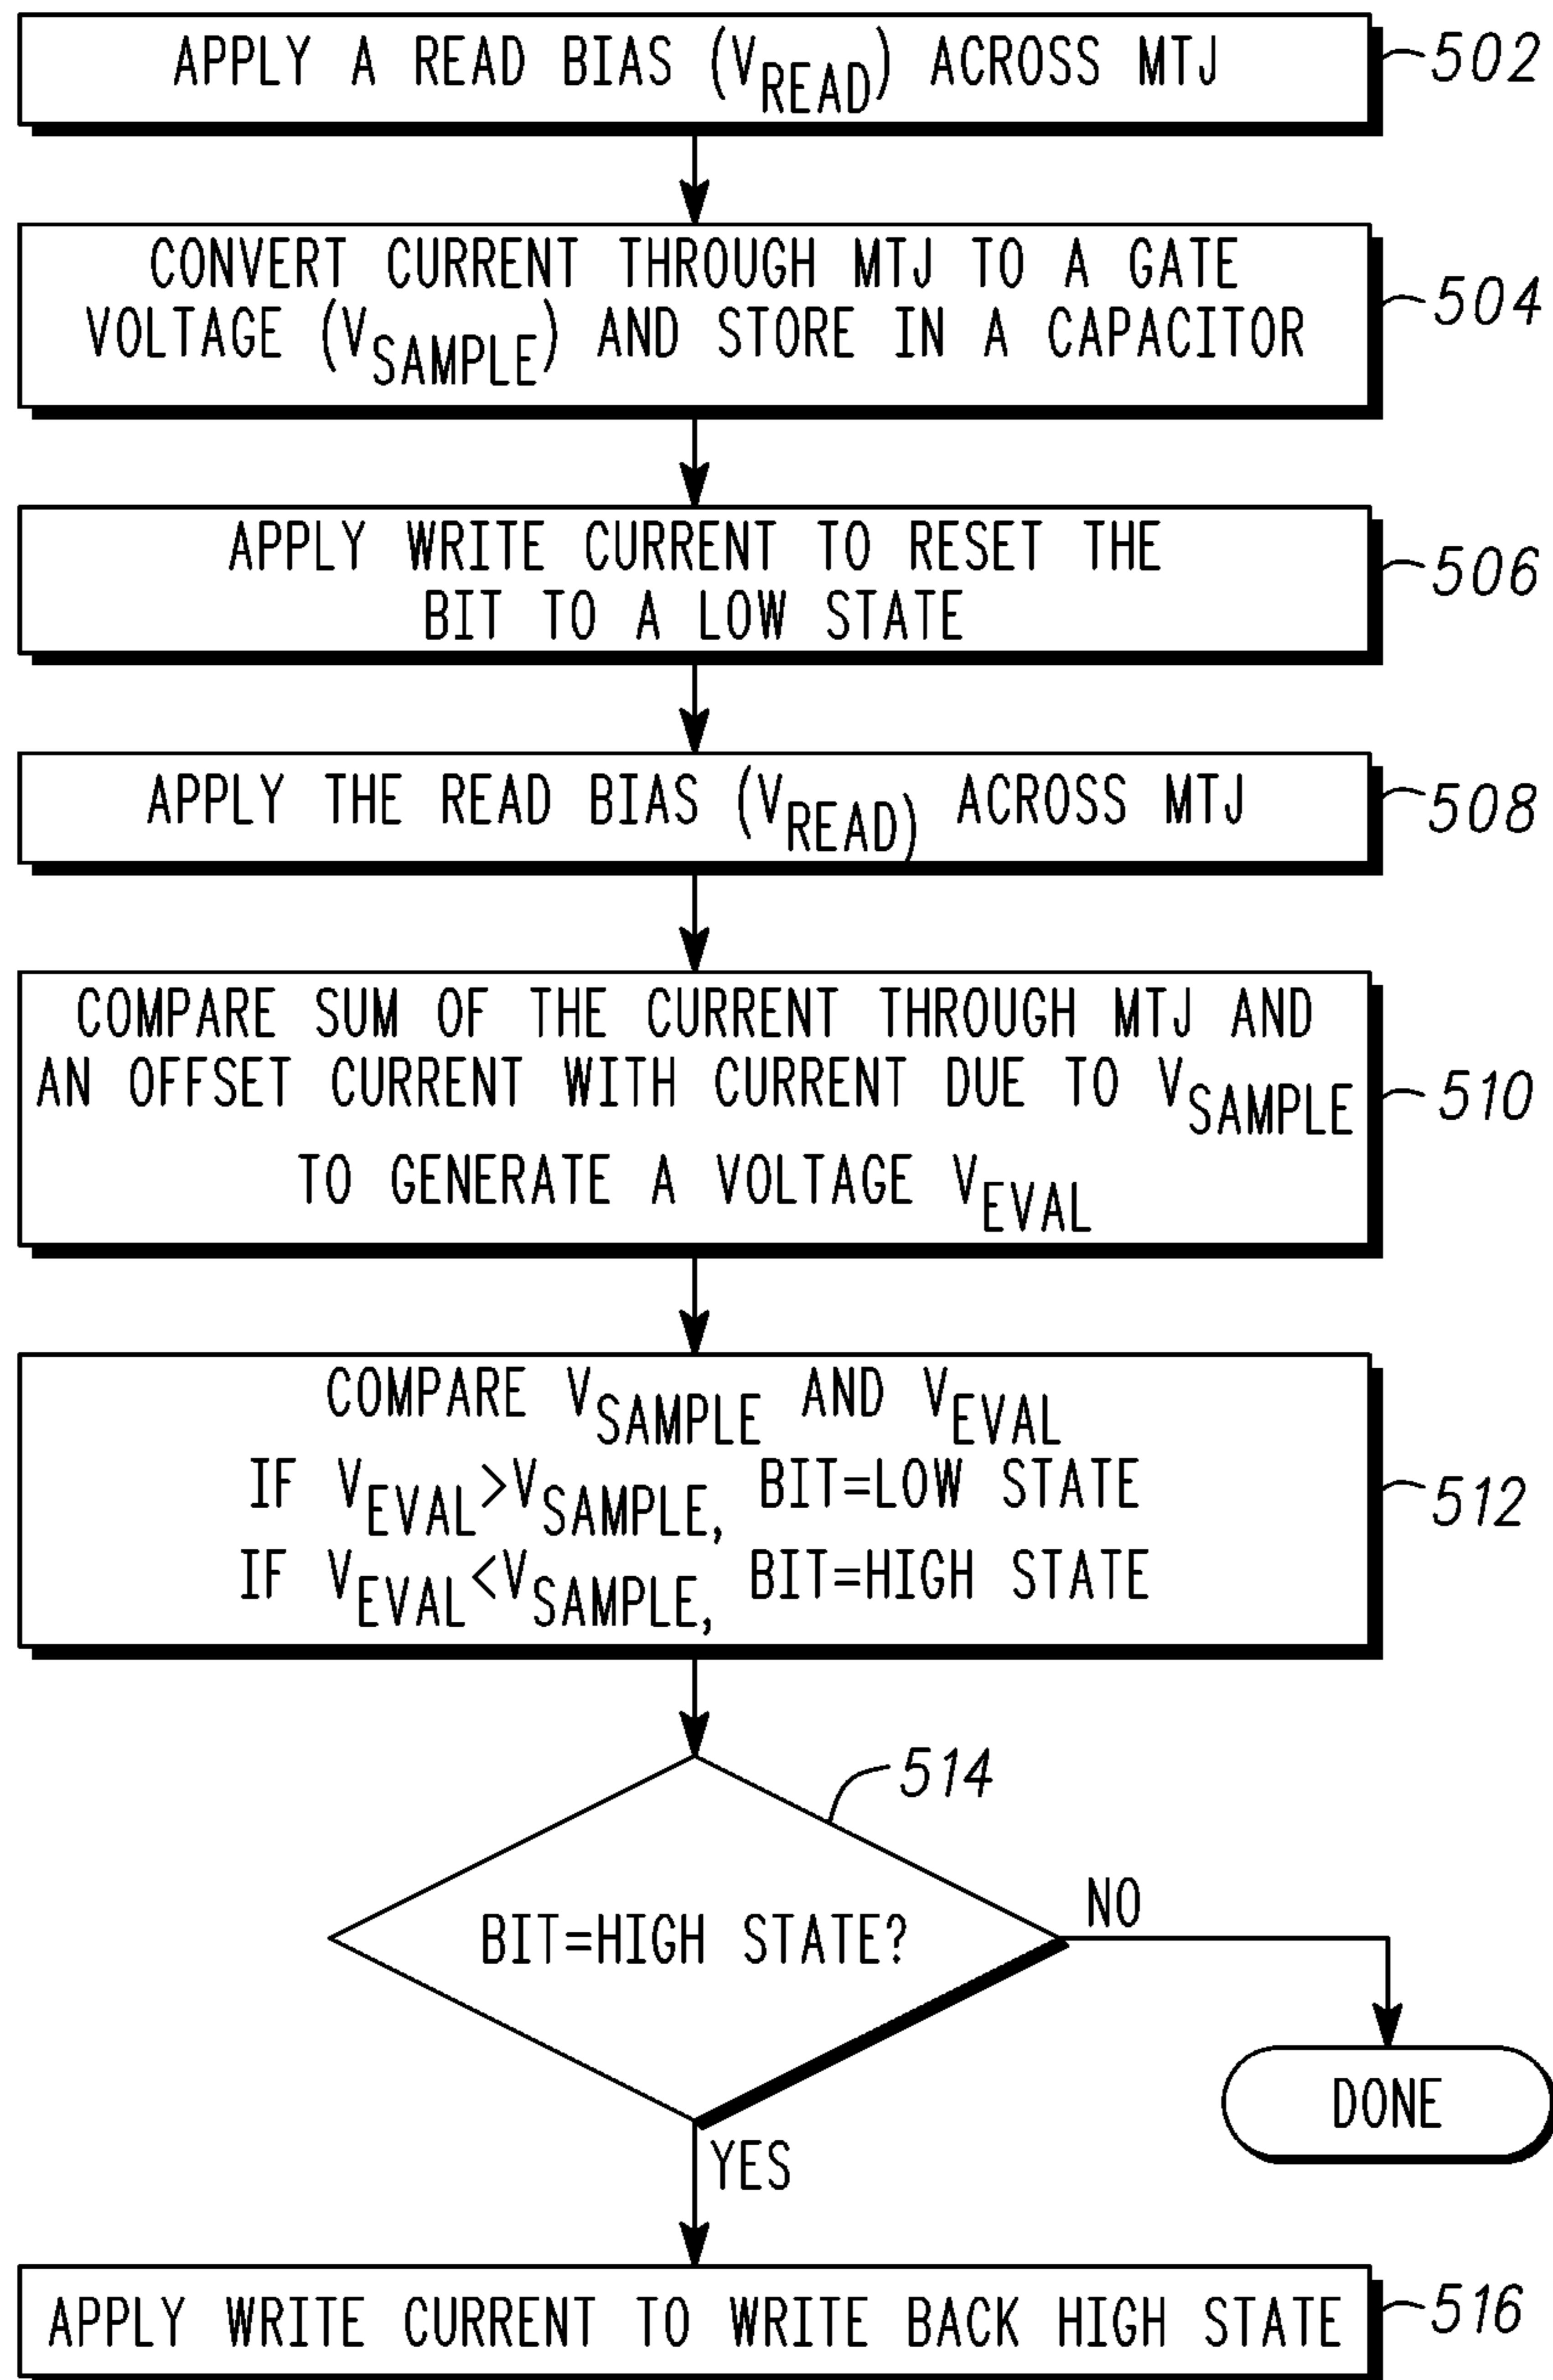 APPLY A READ BIAS (VREAD) ACROSS MTJ
502
CONVERT CURRENT THROUGH MTJ TO A GATE
VOLTAGE (VSAMPLE) AND STORE IN A CAPACITOR
504
APPLY WRITE CURRENT TO RESET THE
BIT TO A LOW STATE
506
APPLY THE READ BIAS (VREAD) ACROSS MTJ
508
COMPARE SUM OF THE CURRENT THROUGH MTJ AND
AN OFFSET CURRENT WITH CURRENT DUE TO VSAMPLE
TO GENERATE A VOLTAGE VEVAL
510
COMPARE VSAMPLE AND VEVAL
IF VEVAL>VSAMPLE, BIT=LOW STATE
IF VEVAL<VSAMPLE, BIT=HIGH STATE
512
514
BIT=HIGH STATE?
NO
DONE
YES
APPLY WRITE CURRENT TO WRITE BACK HIGH STATE
516